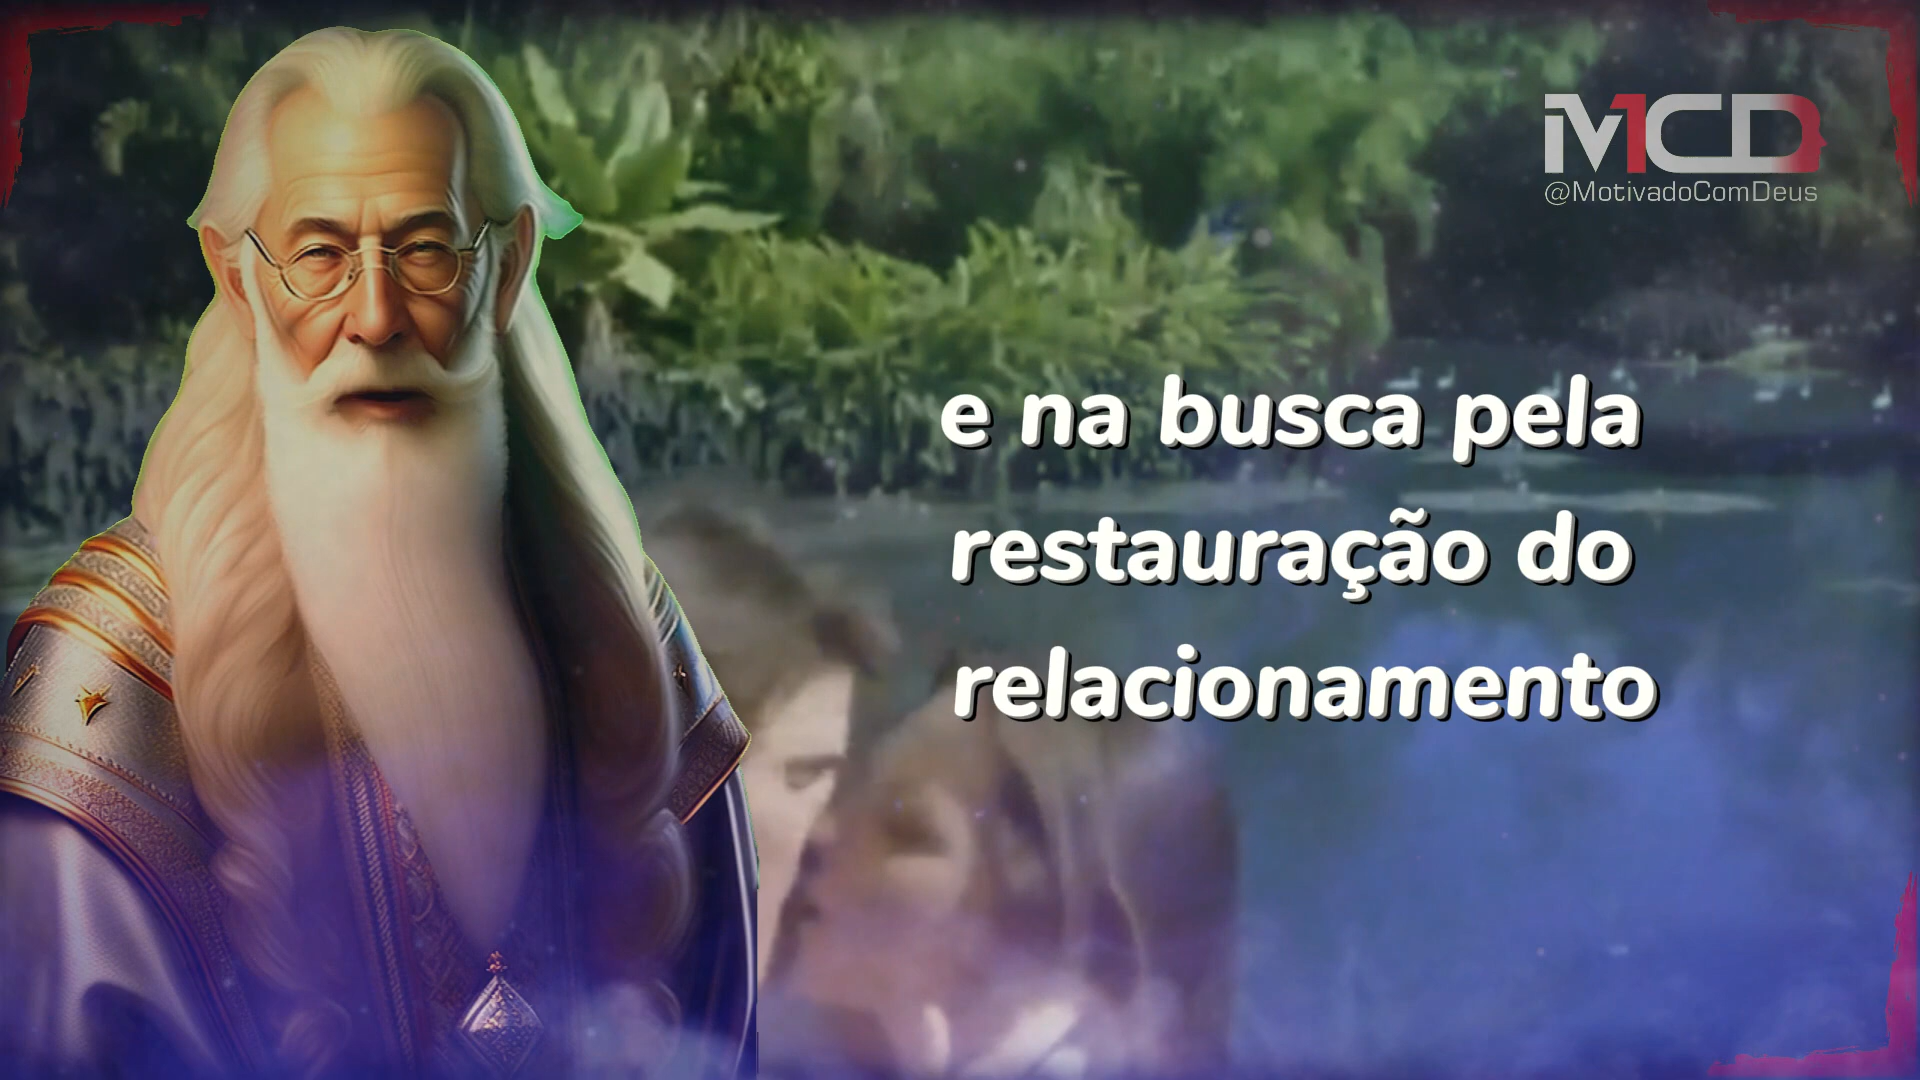 MCD
@MotivadoComDeus
e na busca pela
restauração do
relacionamento